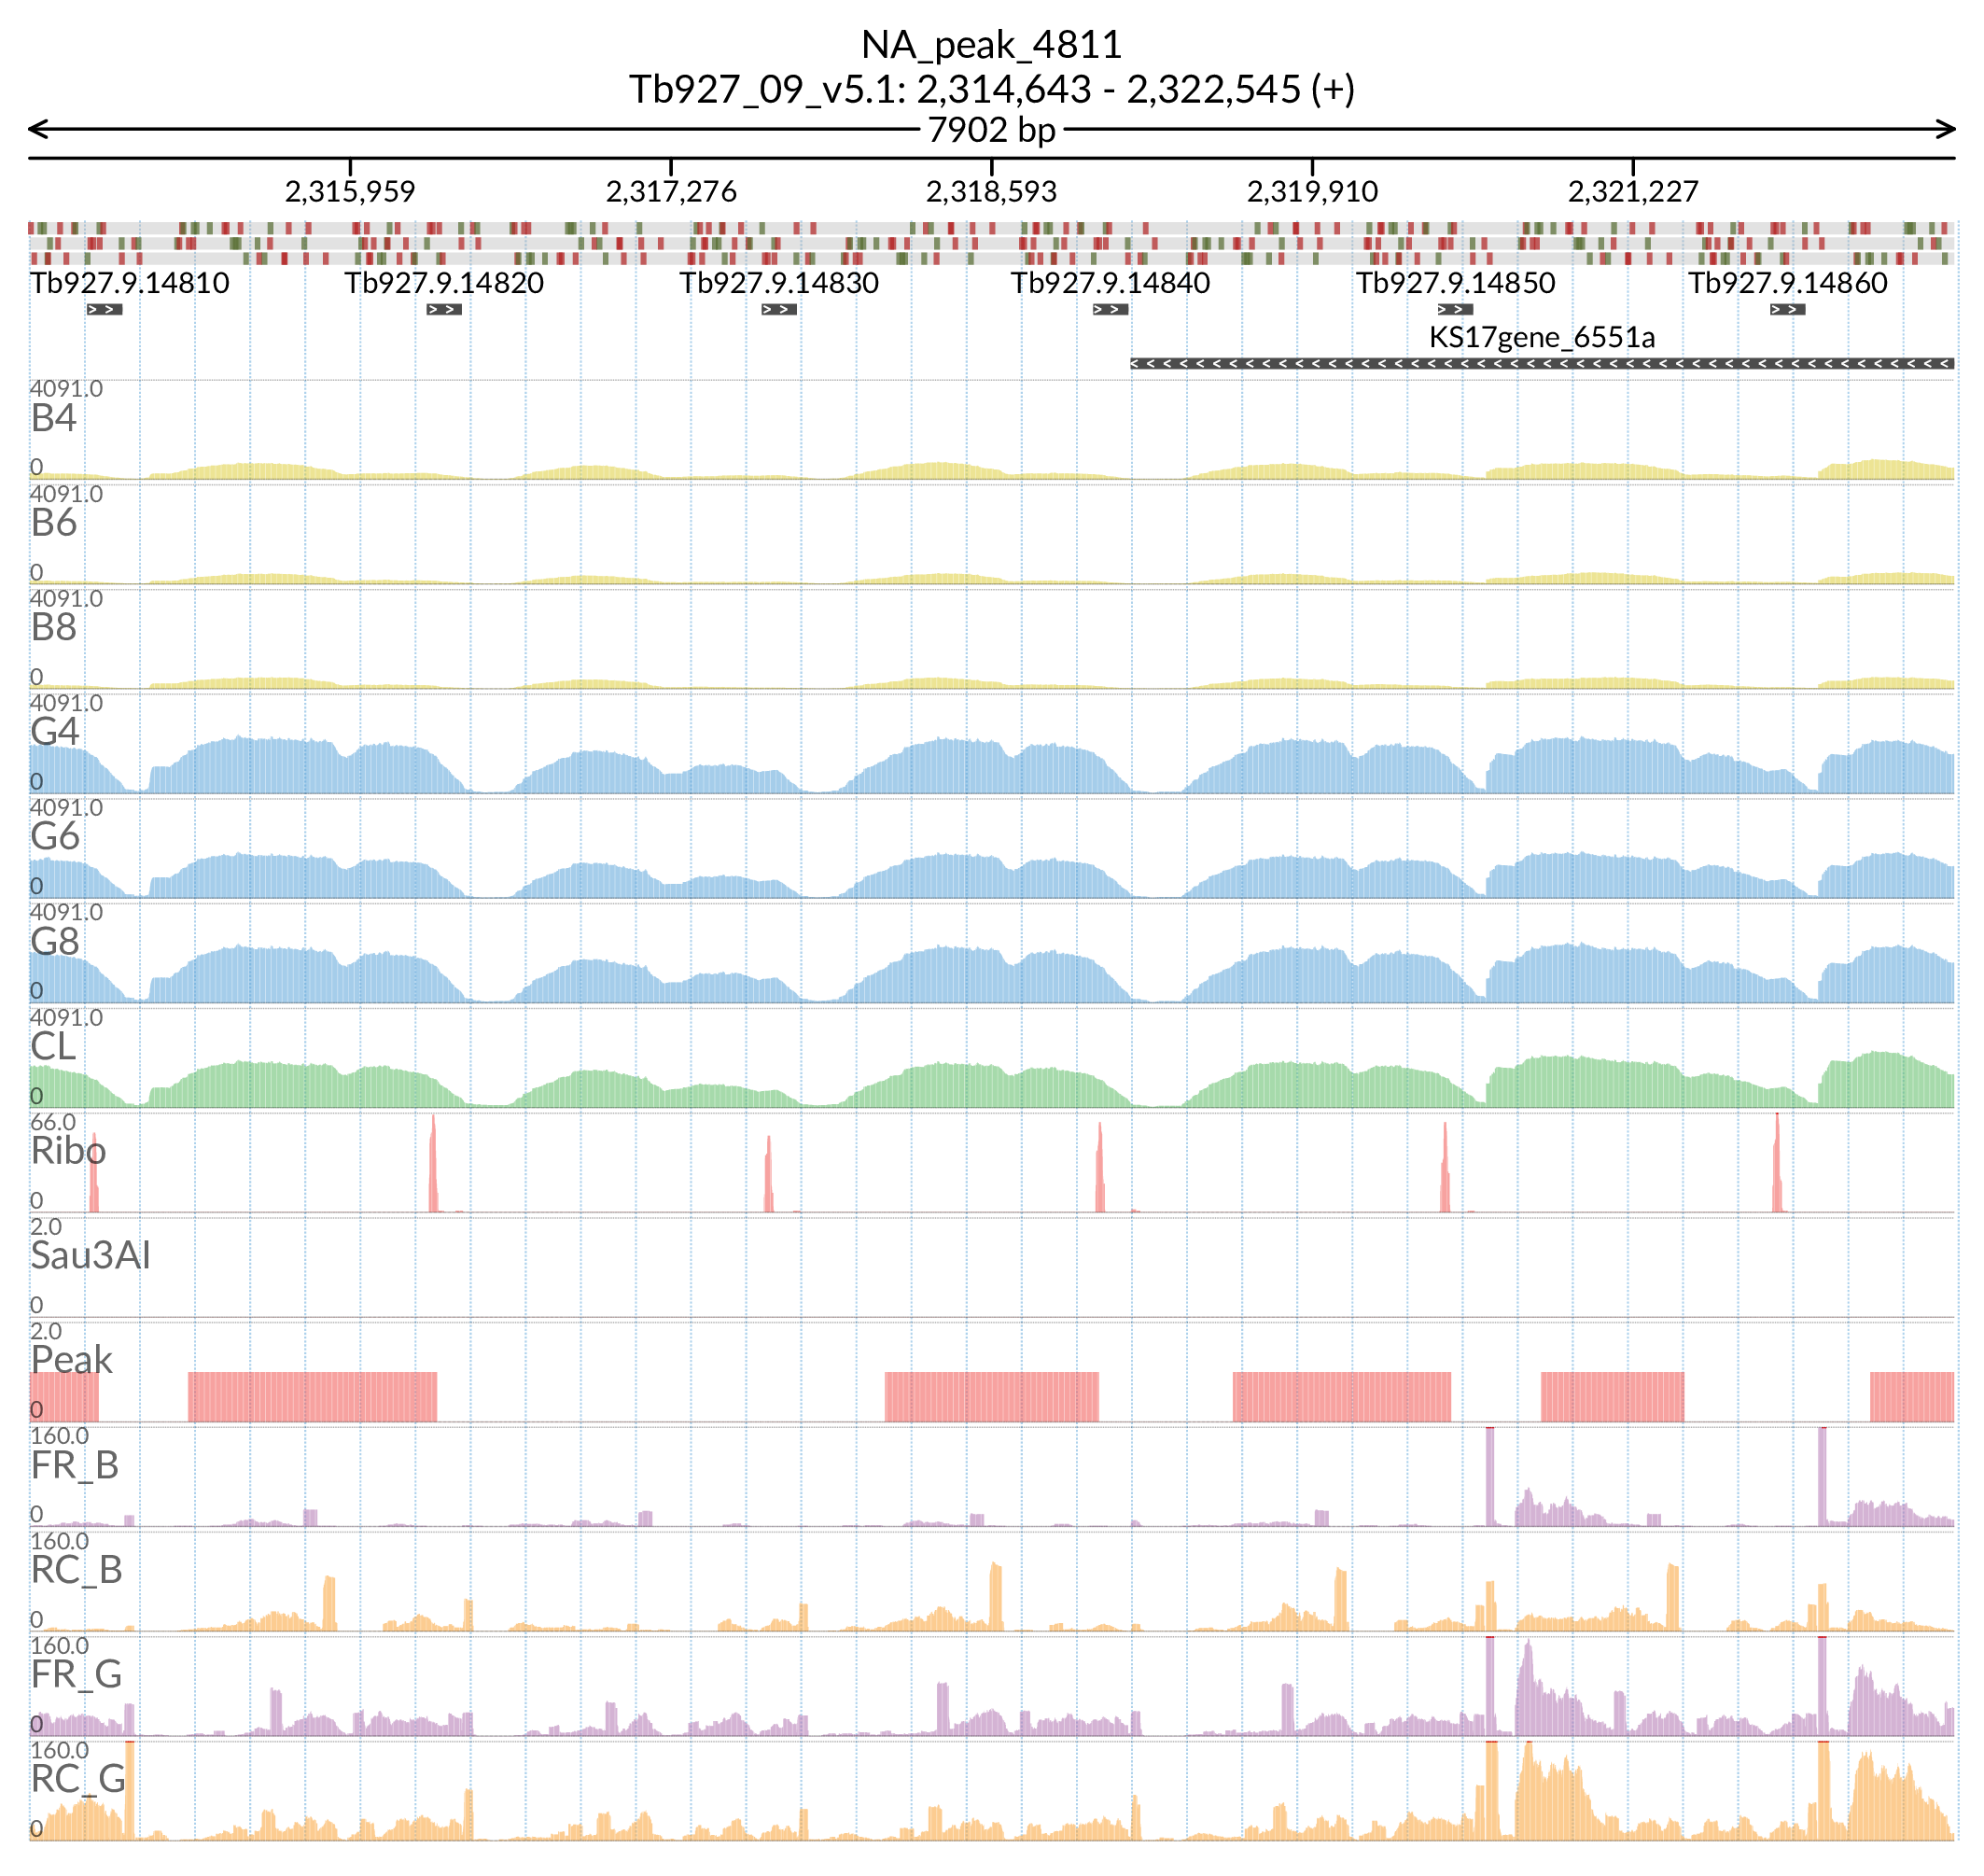 NA_peak_4811
Tb927_09_v5.1: 2,314,643 - 2,322,545 (+)
7902 bp
2,315,959 2,317,276 2,318,593 2,319,910 2,321,227
Tb927.9.14810 Tb927.9.14820 Tb927.9.14830 Tb927.9.14840 Tb927.9.14850 Tb927.9.14860
KS17gene_6551a
4091.0
B4
0
4091.0
B6
0
4091.0
B8
0
4091.0
G4
0
4091.0
G6
0
4091.0
G8
0
4091.0
CL
0
66.0
Ribo
0
2.0
Sau3AI
0
2.0
Peak
0
160.0
FR_B
0
160.0
RC_B
0
160.0
FR_G
0
160.0
RC_G
0